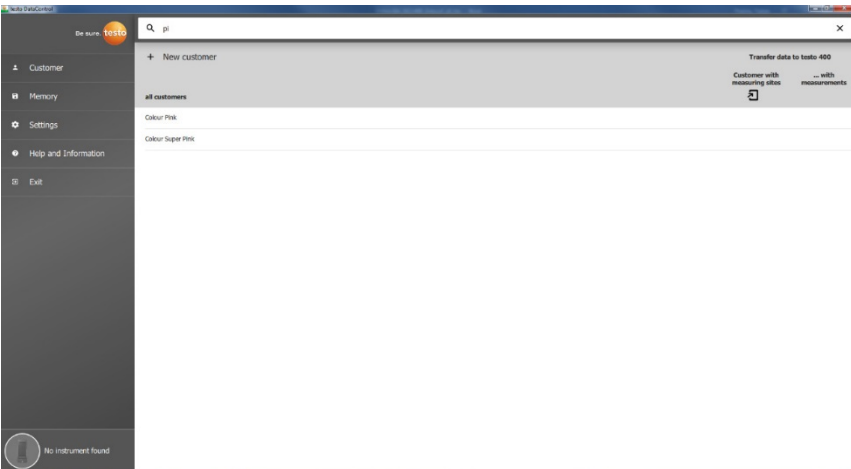 testo DataControl
Be sure. testo
Customer
Memory
Settings
Help and Information
Exit
No instrument found
pi
+ New customer
Transfer data to testo 400
Customer with
measuring sites
... with
measurements
all customers
Colour Pink
Colour Super Pink